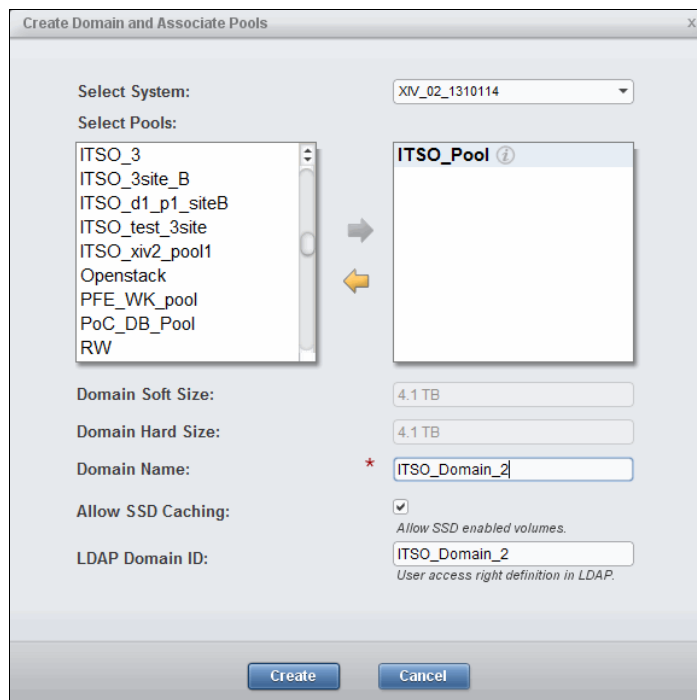 Create Domain and Associate Pools
x
Select System:
XIV_02_1310114
Select Pools:
ITSO_3
ITSO_3site_B
ITSO_d1_p1_siteB
ITSO_test_3site
ITSO_xiv2_pool1
Openstack
PFE_WK_pool
PoC_DB_Pool
RW
ITSO_Pool
Domain Soft Size:
4.1 TB
Domain Hard Size:
4.1 TB
Domain Name:
*
ITSO_Domain_2
Allow SSD Caching:
Allow SSD enabled volumes.
LDAP Domain ID:
ITSO_Domain_2
User access right definition in LDAP.
Create
Cancel